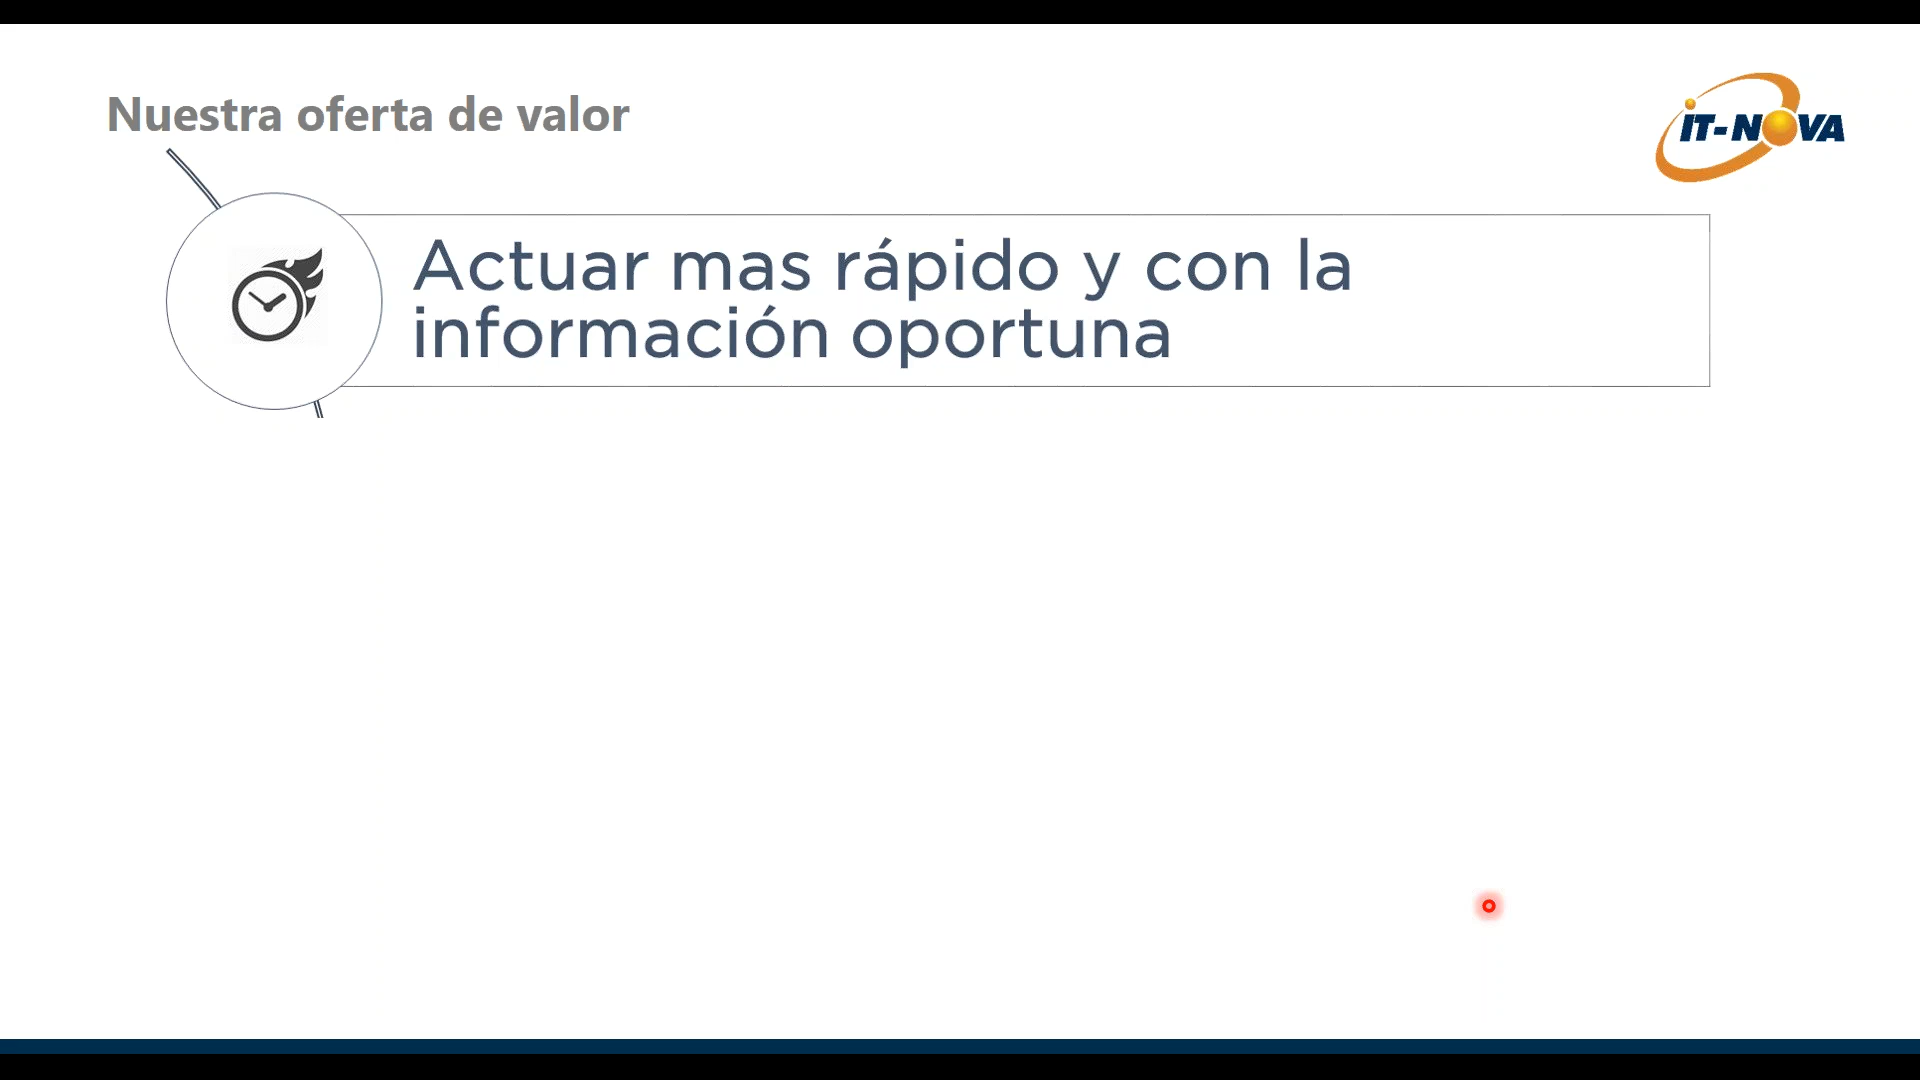 Nuestra oferta de valor
IT-NOVA
Actuar mas rápido y con la
información oportuna